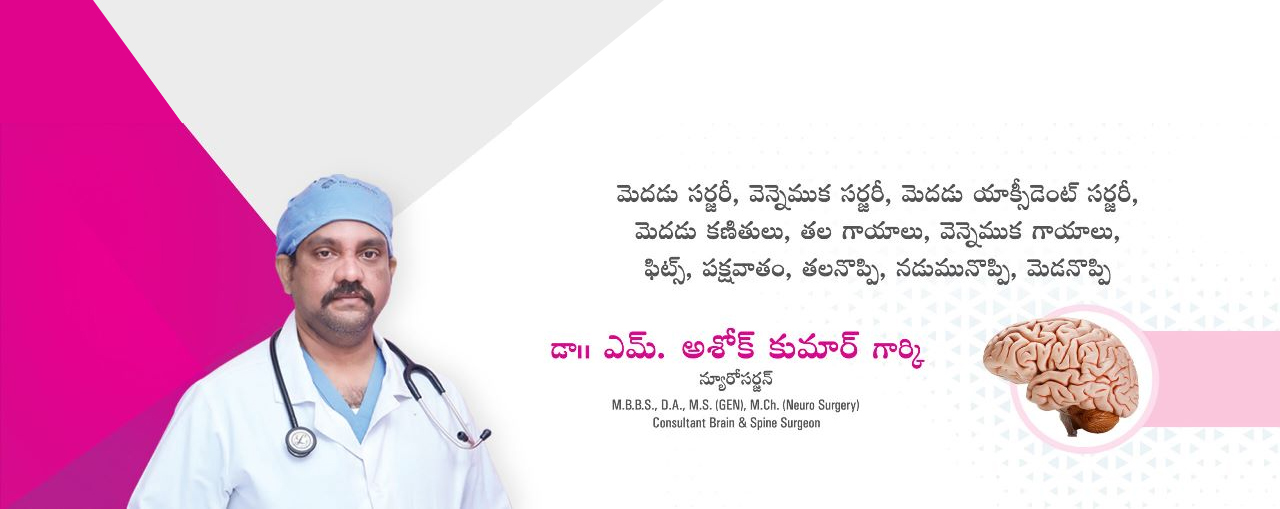 మెదడు సర్జరీ, వెన్నెముక సర్జరీ, మెదడు యాక్సిడెంట్ సర్జరీ,
మెదడు కణితులు, తల గాయాలు, వెన్నెముక గాయాలు,
ఫిట్స్, పక్షవాతం, తలనొప్పి, నడుమునొప్పి, మెడనొప్పి
డా॥ ఎమ్. అశోక్ కుమార్ గార్కి
న్యూరోసర్జన్
M.B.B.S., D.A., M.S. (GEN), M.Ch. (Neuro Surgery)
Consultant Brain & Spine Surgeon